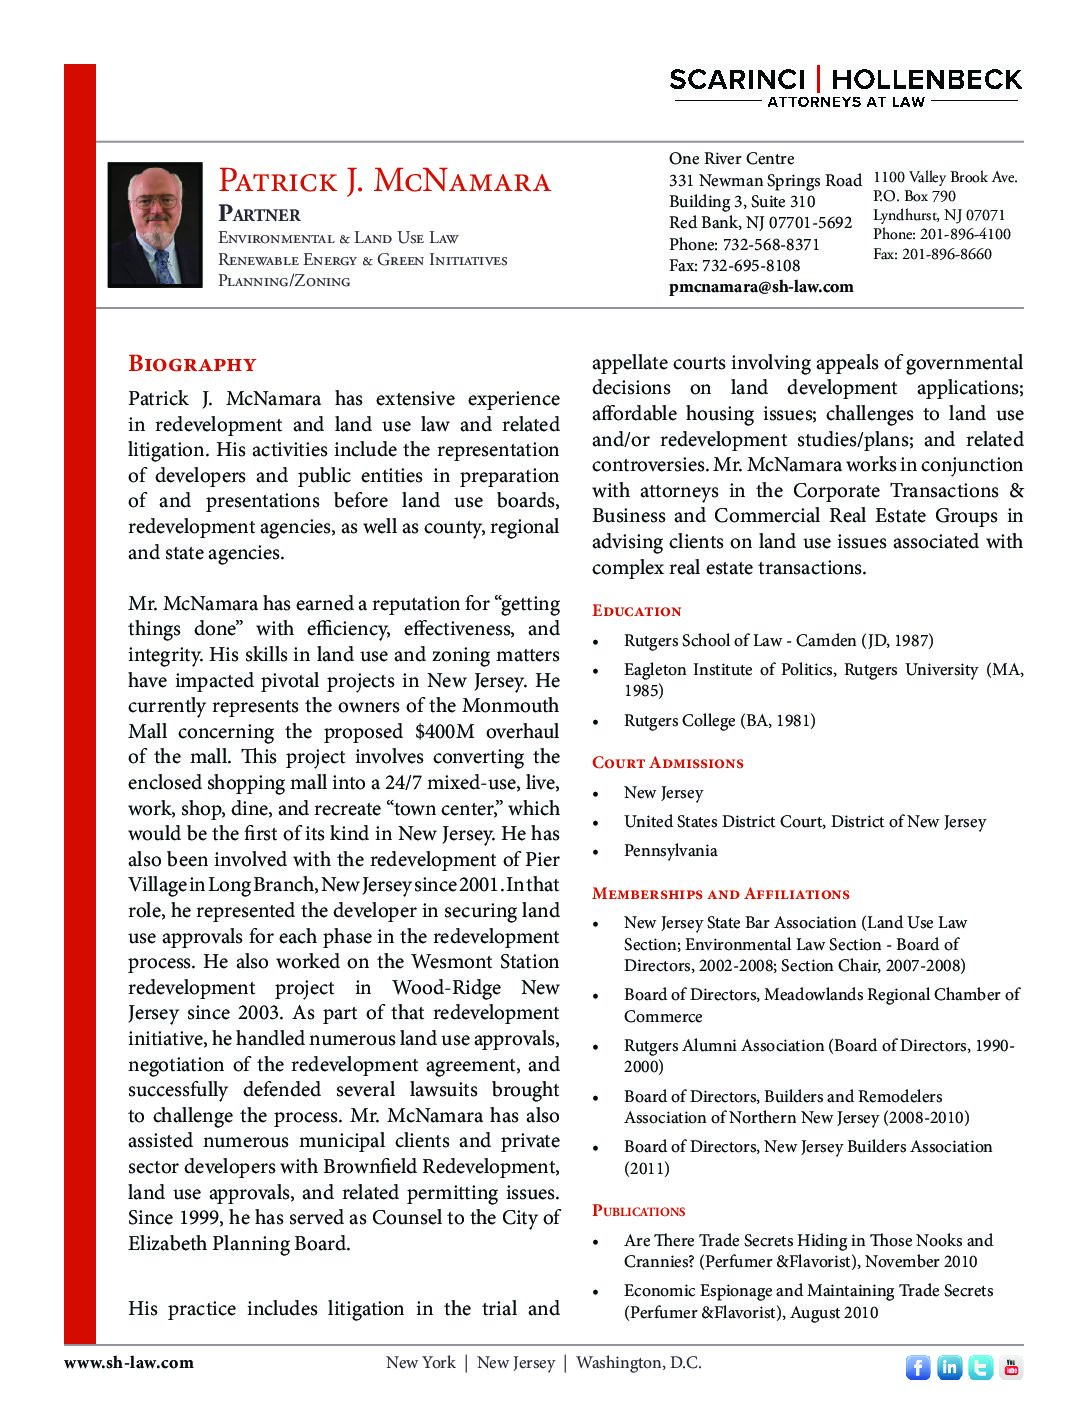 SCARINCI | HOLLENBECK
ATTORNEYS AT LAW
Patrick J. McNamara
Partner
Environmental & Land Use Law
Renewable Energy & Green Initiatives
Planning/Zoning
One River Centre
331 Newman Springs Road
Building 3, Suite 310
Red Bank, NJ 07701-5692
Phone: 732-568-8371
Fax: 732-695-8108
pmcnamara@sh-law.com
1100 Valley Brook Ave.
P.O. Box 790
Lyndhurst, NJ 07071
Phone: 201-896-4100
Fax: 201-896-8660
Biography
Patrick J. McNamara has extensive experience
in redevelopment and land use law and related
litigation. His activities include the representation
of developers and public entities in preparation
of and presentations before land use boards,
redevelopment agencies, as well as county, regional
and state agencies.
Mr. McNamara has earned a reputation for “getting
things done” with efficiency, effectiveness, and
integrity. His skills in land use and zoning matters
have impacted pivotal projects in New Jersey. He
currently represents the owners of the Monmouth
Mall concerning the proposed $400M overhaul
of the mall. This project involves converting the
enclosed shopping mall into a 24/7 mixed-use, live,
work, shop, dine, and recreate “town center,” which
would be the first of its kind in New Jersey. He has
also been involved with the redevelopment of Pier
Village in Long Branch, New Jersey since 2001. In that
role, he represented the developer in securing land
use approvals for each phase in the redevelopment
process. He also worked on the Wesmont Station
redevelopment project in Wood-Ridge New
Jersey since 2003. As part of that redevelopment
initiative, he handled numerous land use approvals,
negotiation of the redevelopment agreement, and
successfully defended several lawsuits brought
to challenge the process. Mr. McNamara has also
assisted numerous municipal clients and private
sector developers with Brownfield Redevelopment,
land use approvals, and related permitting issues.
Since 1999, he has served as Counsel to the City of
Elizabeth Planning Board.
His practice includes litigation in the trial and
appellate courts involving appeals of governmental
decisions on land development applications;
affordable housing issues; challenges to land use
and/or redevelopment studies/plans; and related
controversies. Mr. McNamara works in conjunction
with attorneys in the Corporate Transactions &
Business and Commercial Real Estate Groups in
advising clients on land use issues associated with
complex real estate transactions.
Education
• Rutgers School of Law - Camden (JD, 1987)
• Eagleton Institute of Politics, Rutgers University (MA,
1985)
• Rutgers College (BA, 1981)
Court Admissions
• New Jersey
• United States District Court, District of New Jersey
• Pennsylvania
Memberships and Affiliations
• New Jersey State Bar Association (Land Use Law
Section; Environmental Law Section - Board of
Directors, 2002-2008; Section Chair, 2007-2008)
• Board of Directors, Meadowlands Regional Chamber of
Commerce
• Rutgers Alumni Association (Board of Directors, 1990-
2000)
• Board of Directors, Builders and Remodelers
Association of Northern New Jersey (2008-2010)
• Board of Directors, New Jersey Builders Association
(2011)
Publications
• Are There Trade Secrets Hiding in Those Nooks and
Crannies? (Perfumer &Flavorist), November 2010
• Economic Espionage and Maintaining Trade Secrets
(Perfumer &Flavorist), August 2010
www.sh-law.com
New York | New Jersey | Washington, D.C.
f in t You Tube